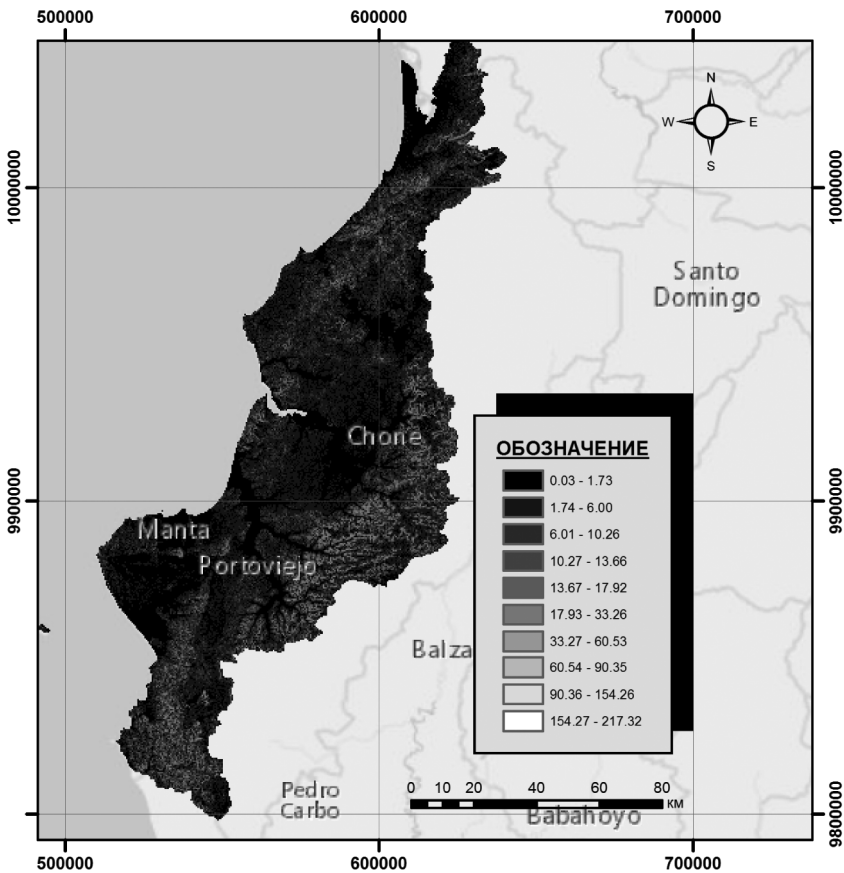 500000 600000 700000
N
W E
S
10000000 10000000
Santo
Domingo
Chone
ОБОЗНАЧЕНИЕ
0.03 - 1.73
1.74 - 6.00
6.01 - 10.26
10.27 - 13.66
13.67 - 17.92
17.93 - 33.26
33.27 - 60.53
60.54 - 90.35
90.36 - 154.26
154.27 - 217.32
9900000 9900000
Manta
Portoviejo
Balza
Pedro
Carbo
0 10 20 40 60 80
КМ
Babahoyo
9800000
500000 600000 700000